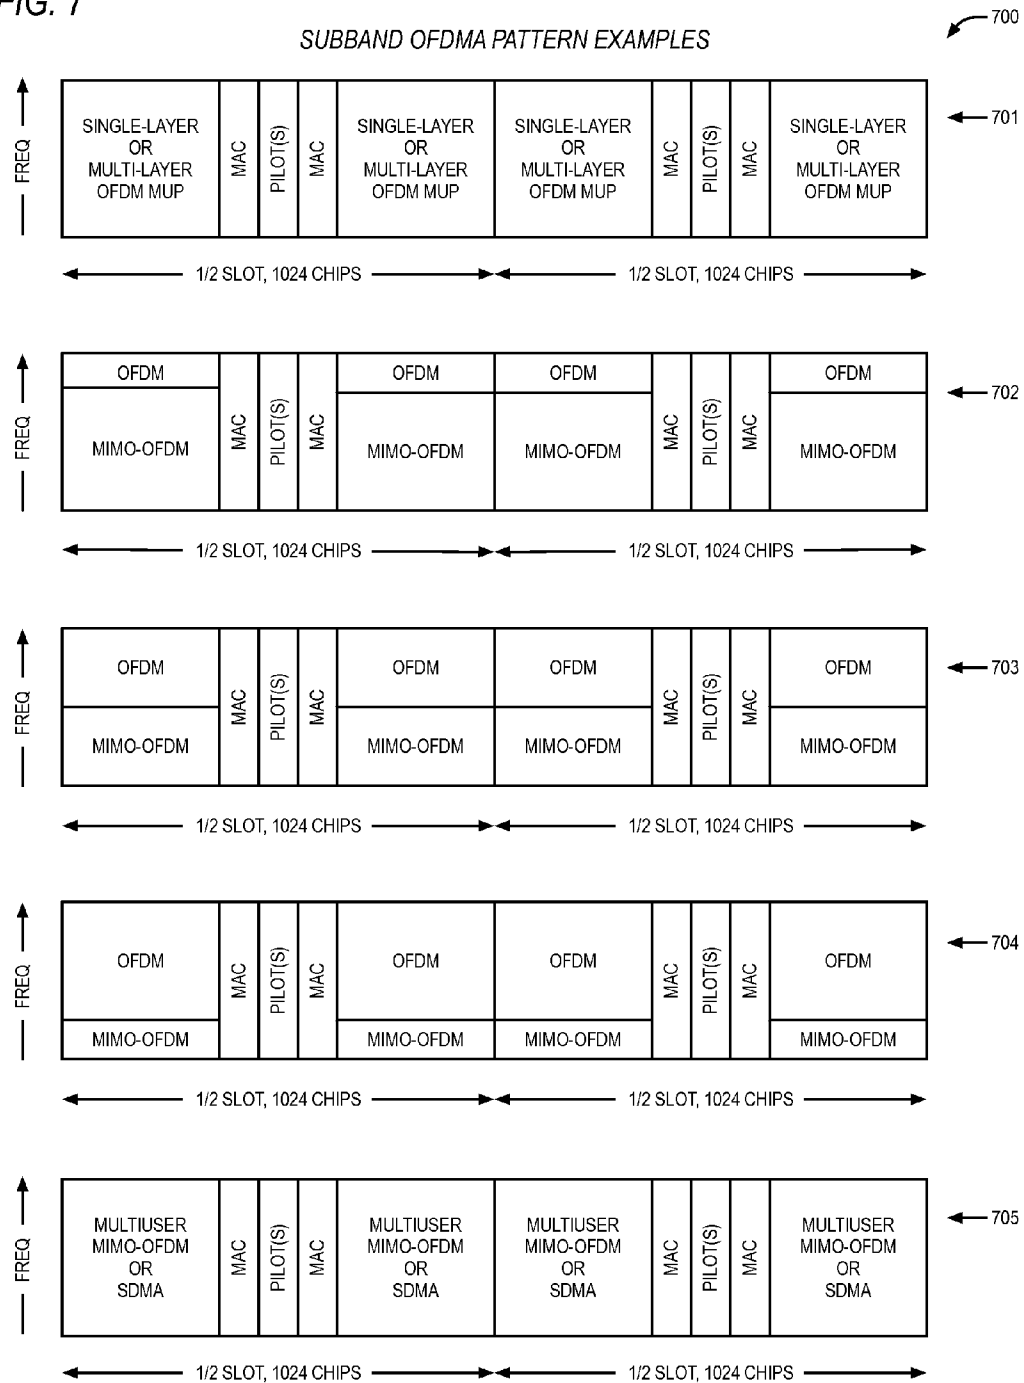 FIG. 7
700
SUBBAND OFDMA PATTERN EXAMPLES
FREQ
SINGLE-LAYER
OR
MULTI-LAYER
OFDM MUP
MAC
PILOT(S)
MAC
SINGLE-LAYER
OR
MULTI-LAYER
OFDM MUP
SINGLE-LAYER
OR
MULTI-LAYER
OFDM MUP
MAC
PILOT(S)
MAC
SINGLE-LAYER
OR
MULTI-LAYER
OFDM MUP
701
1/2 SLOT, 1024 CHIPS
1/2 SLOT, 1024 CHIPS
FREQ
OFDM
MIMO-OFDM
MAC
PILOT(S)
MAC
OFDM
MIMO-OFDM
OFDM
MIMO-OFDM
MAC
PILOT(S)
MAC
OFDM
MIMO-OFDM
702
1/2 SLOT, 1024 CHIPS
1/2 SLOT, 1024 CHIPS
FREQ
OFDM
MIMO-OFDM
MAC
PILOT(S)
MAC
OFDM
MIMO-OFDM
OFDM
MIMO-OFDM
MAC
PILOT(S)
MAC
OFDM
MIMO-OFDM
703
1/2 SLOT, 1024 CHIPS
1/2 SLOT, 1024 CHIPS
FREQ
OFDM
MIMO-OFDM
MAC
PILOT(S)
MAC
OFDM
MIMO-OFDM
OFDM
MIMO-OFDM
MAC
PILOT(S)
MAC
OFDM
MIMO-OFDM
704
1/2 SLOT, 1024 CHIPS
1/2 SLOT, 1024 CHIPS
FREQ
MULTIUSER
MIMO-OFDM
OR
SDMA
MAC
PILOT(S)
MAC
MULTIUSER
MIMO-OFDM
OR
SDMA
MULTIUSER
MIMO-OFDM
OR
SDMA
MAC
PILOT(S)
MAC
MULTIUSER
MIMO-OFDM
OR
SDMA
705
1/2 SLOT, 1024 CHIPS
1/2 SLOT, 1024 CHIPS